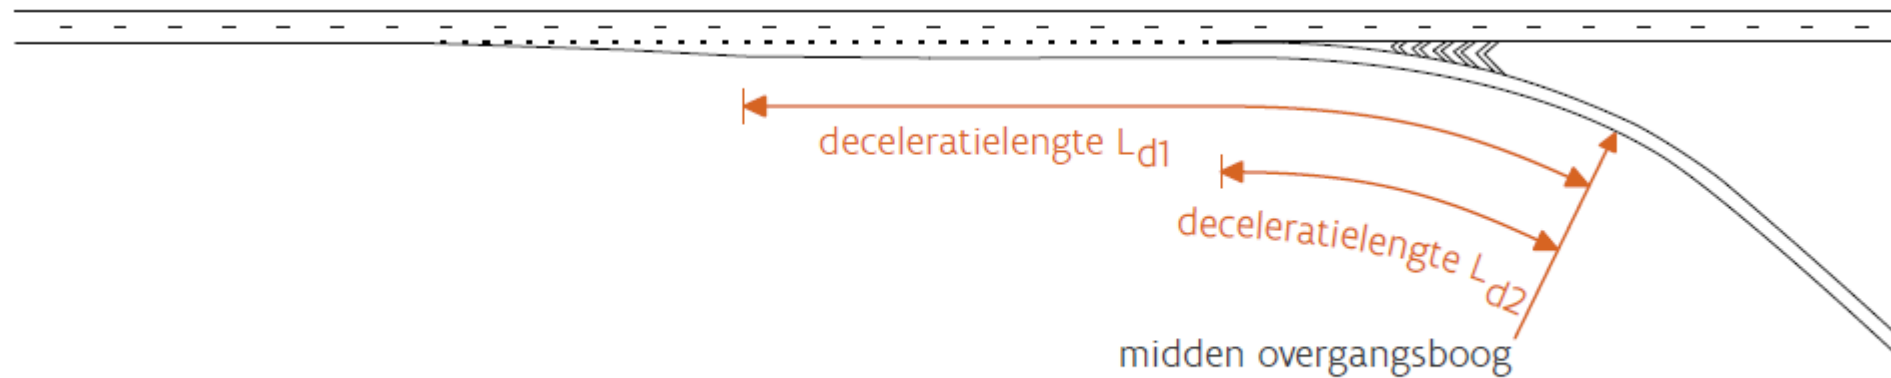 deceleratielengte Ld1
deceleratielengte Ld2
midden overgangsboog